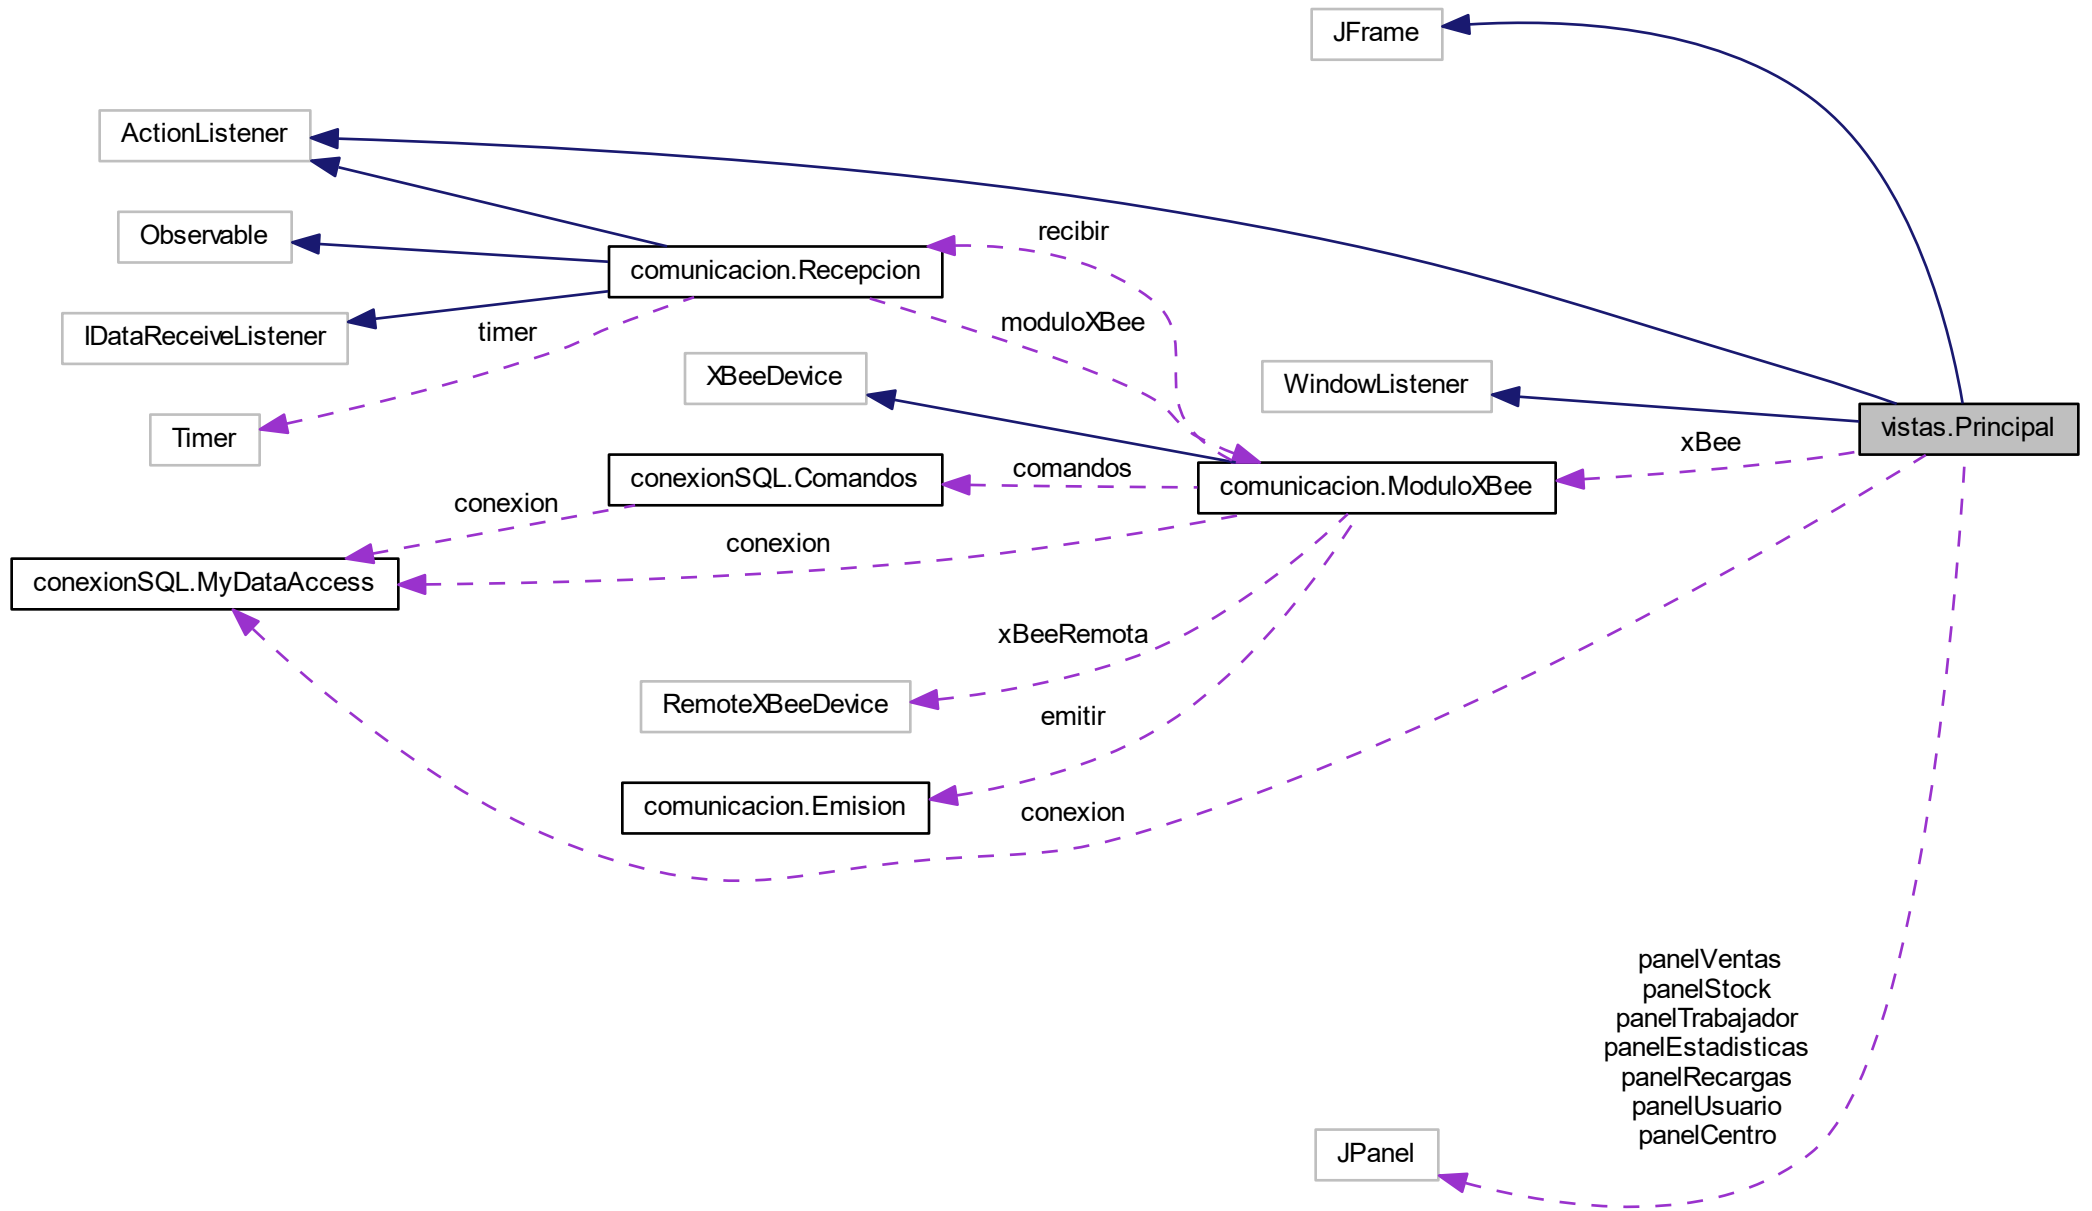 JFrame
ActionListener
Observable
recibir
comunicacion.Recepcion
IDataReceiveListener
timer
moduloXBee
XBeeDevice
WindowListener
Timer
vistas.Principal
xBee
conexionSQL.Comandos
comandos
comunicacion.ModuloXBee
conexion
conexion
conexionSQL.MyDataAccess
xBeeRemota
RemoteXBeeDevice
emitir
comunicacion.Emision
conexion
panelVentas
panelStock
panelTrabajador
panelEstadisticas
panelRecargas
panelUsuario
panelCentro
JPanel